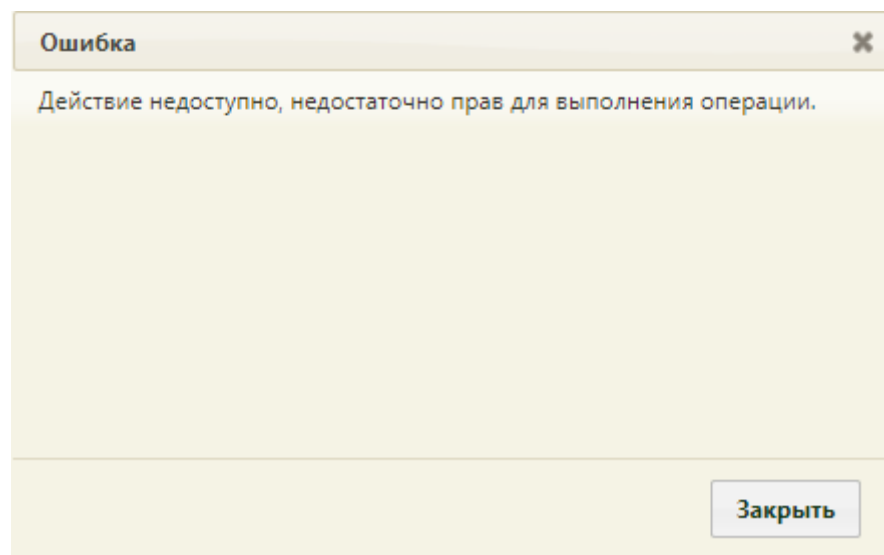 Ошибка
Действие недоступно, недостаточно прав для выполнения операции.
Закрыть